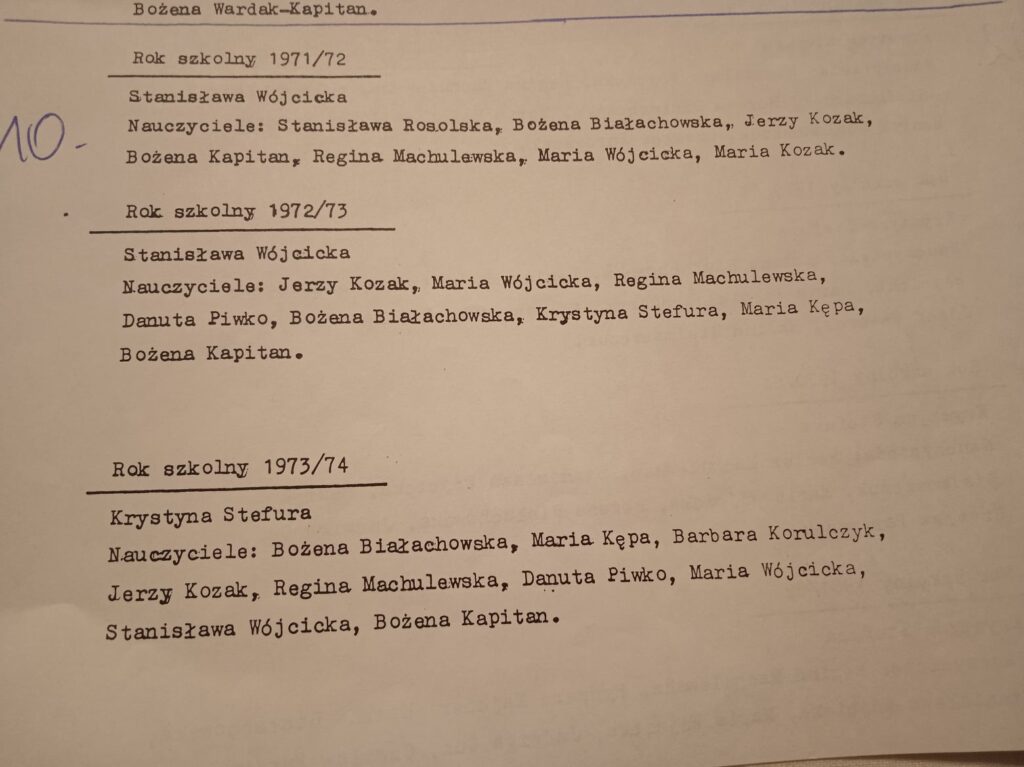 Bożena Wardak-Kapitan.
Rok szkolny 1971/72
Stanisława Wójcicka
Nauczyciele: Stanisława Rosolska, Bożena Białachowska, Jerzy Kozak,
10.-
Bożena Kapitan, Regina Machulewska, Maria Wójcicka, Maria Kozak.
Rok szkolny 1972/73
Stanisława Wójcicka
Nauczyciele: Jerzy Kozak, Maria Wójcicka, Regina Machulewska,
Danuta Piwko, Bożena Białachowska, Krystyna Stefura, Maria Kępa,
Bożena Kapitan.
Rok szkolny 1973/74
Krystyna Stefura
Nauczyciele: Bożena Białachowska, Maria Kępa, Barbara Korulczyk,
Jerzy Kozak, Regina Machulewska, Danuta Piwko, Maria Wójcicka,
Stanisława Wójcicka, Bożena Kapitan.